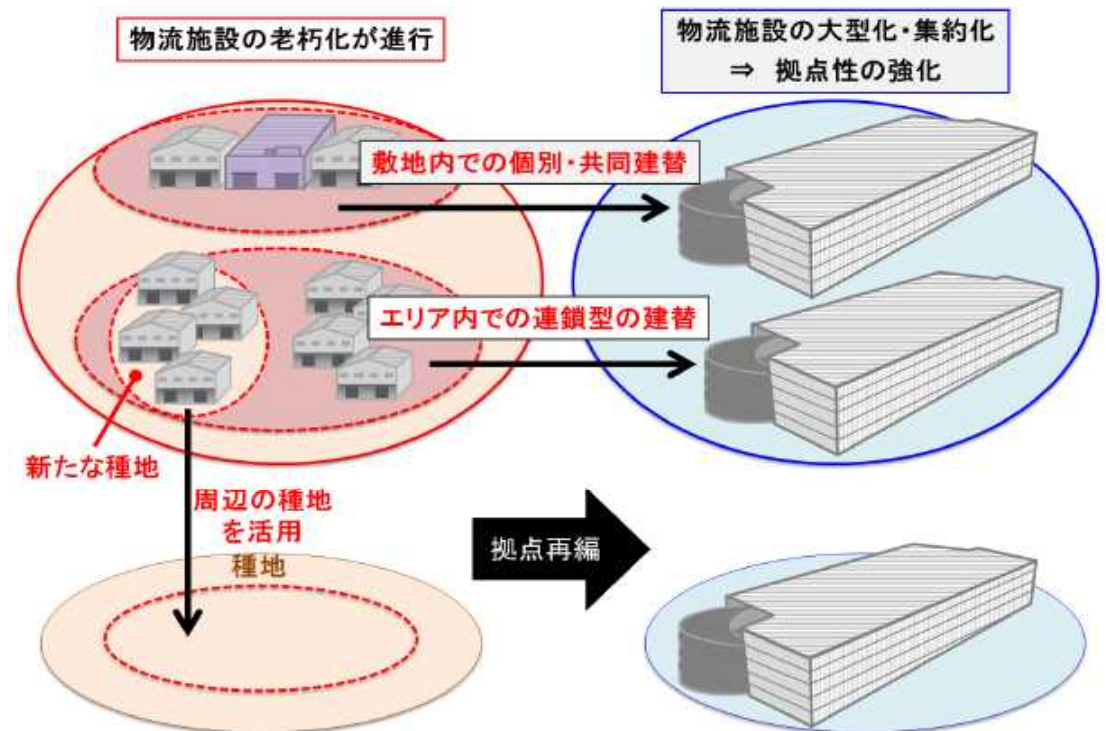 物流施設の老朽化が進行
物流施設の大型化・集約化
⇒ 拠点性の強化
敷地内での個別・共同建替
エリア内での連鎖型の建替
新たな種地
周辺の種地
を活用
種地
拠点再編